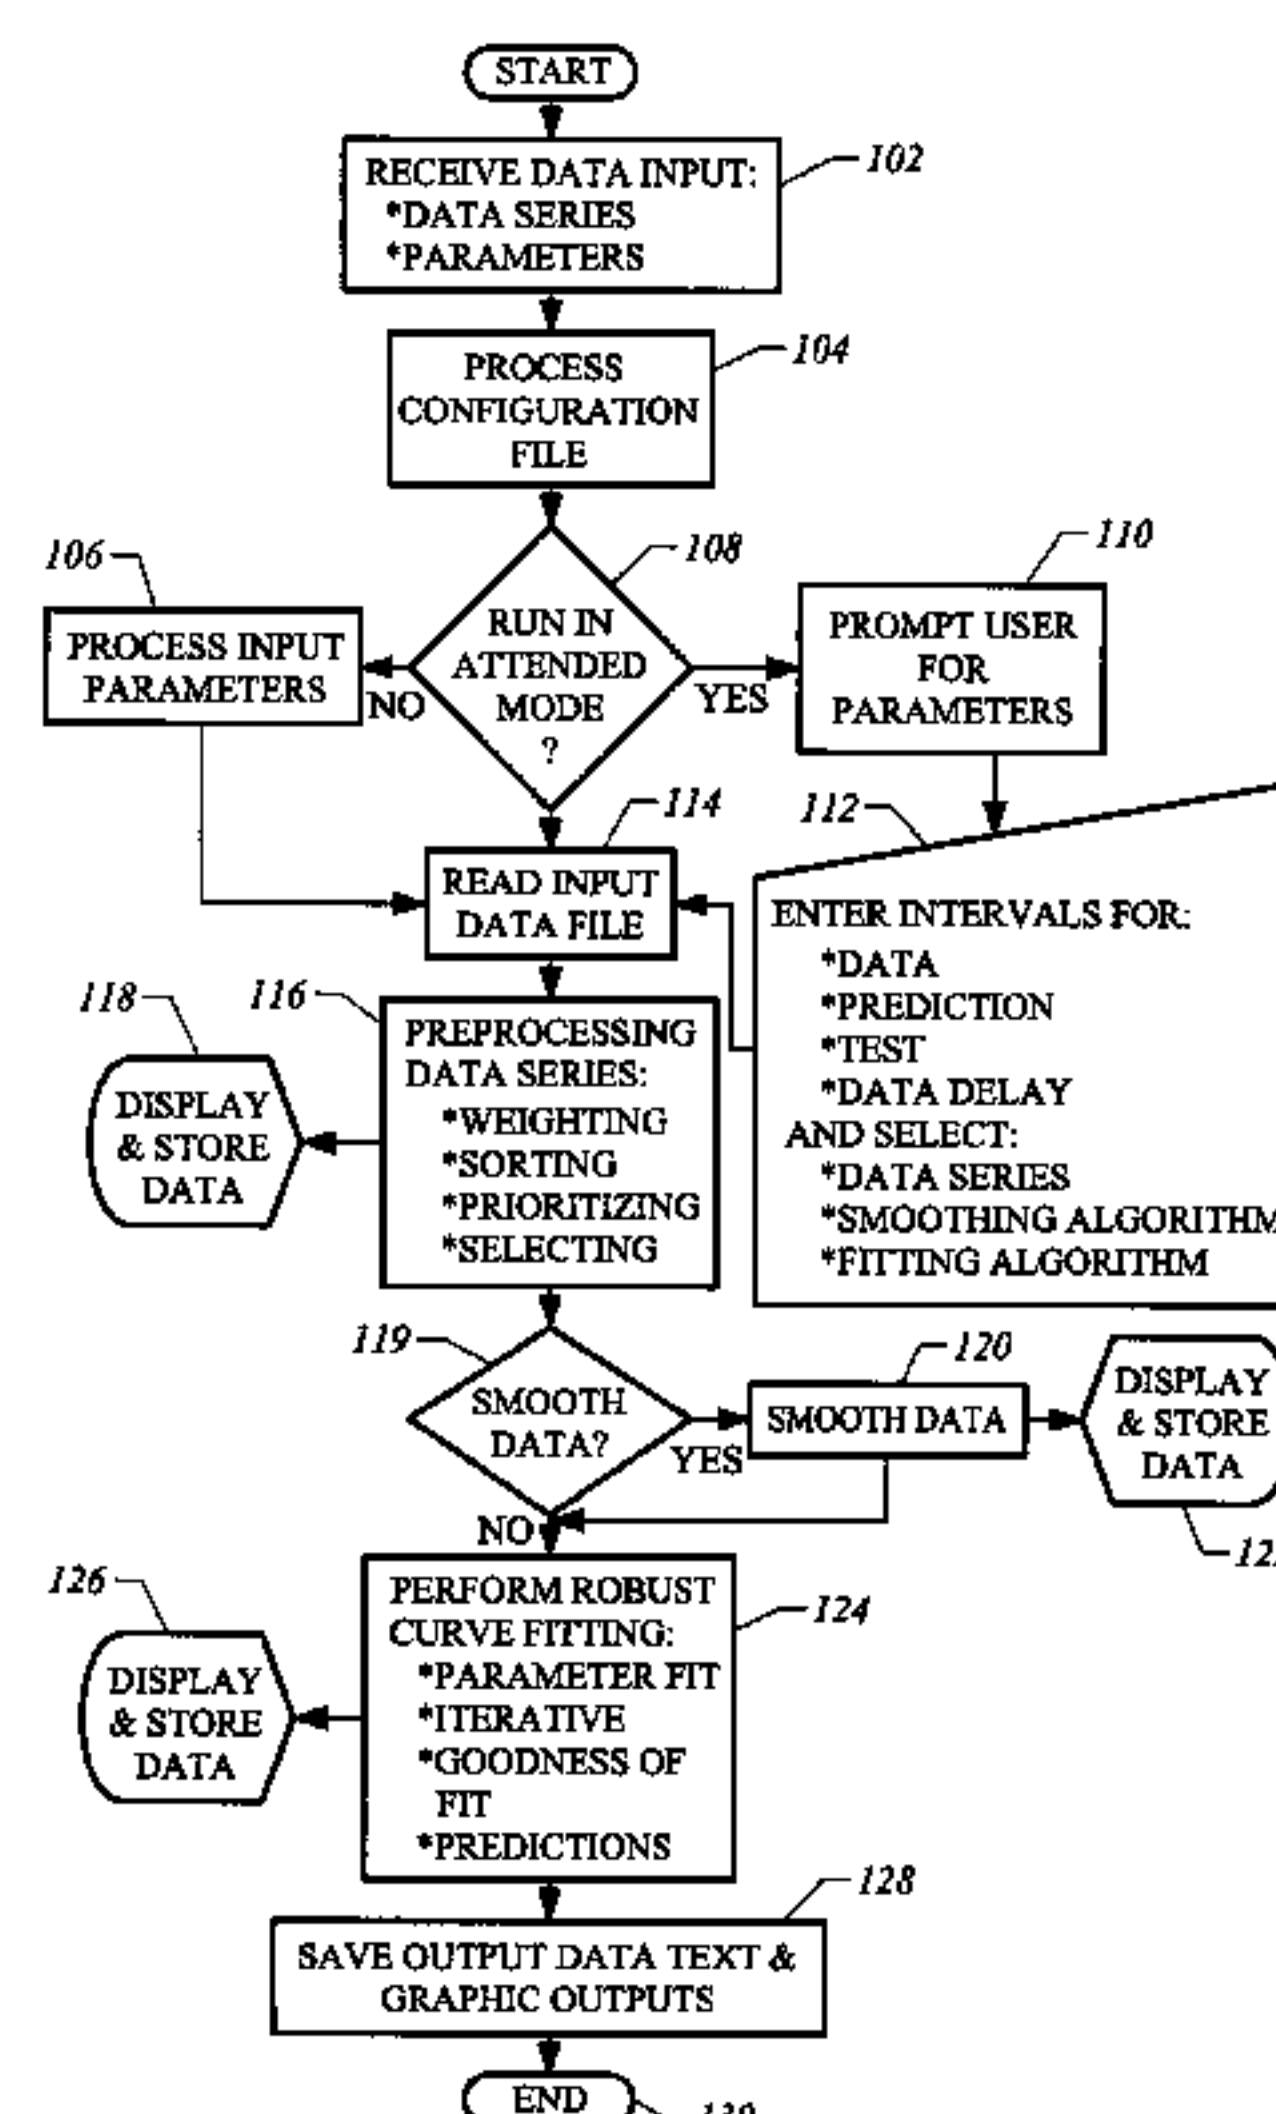 START
102
RECEIVE DATA INPUT:
*DATA SERIES
*PARAMETERS
104
PROCESS
CONFIGURATION
FILE
106
108
110
PROCESS INPUT
PARAMETERS
NO
RUN IN
ATTENDED
MODE
?
YES
PROMPT USER
FOR
PARAMETERS
114
112
READ INPUT
DATA FILE
ENTER INTERVALS FOR:
*DATA
*PREDICTION
*TEST
*DATA DELAY
AND SELECT:
*DATA SERIES
*SMOOTHING ALGORITHM
*FITTING ALGORITHM
118
116
DISPLAY
& STORE
DATA
PREPROCESSING
DATA SERIES:
*WEIGHTING
*SORTING
*PRIORITIZING
*SELECTING
119
SMOOTH
DATA?
YES
120
SMOOTH DATA
DISPLAY
& STORE
DATA
NO
126
DISPLAY
& STORE
DATA
PERFORM ROBUST
CURVE FITTING:
*PARAMETER FIT
*ITERATIVE
*GOODNESS OF
FIT
*PREDICTIONS
124
128
SAVE OUTPUT DATA TEXT &
GRAPHIC OUTPUTS
END